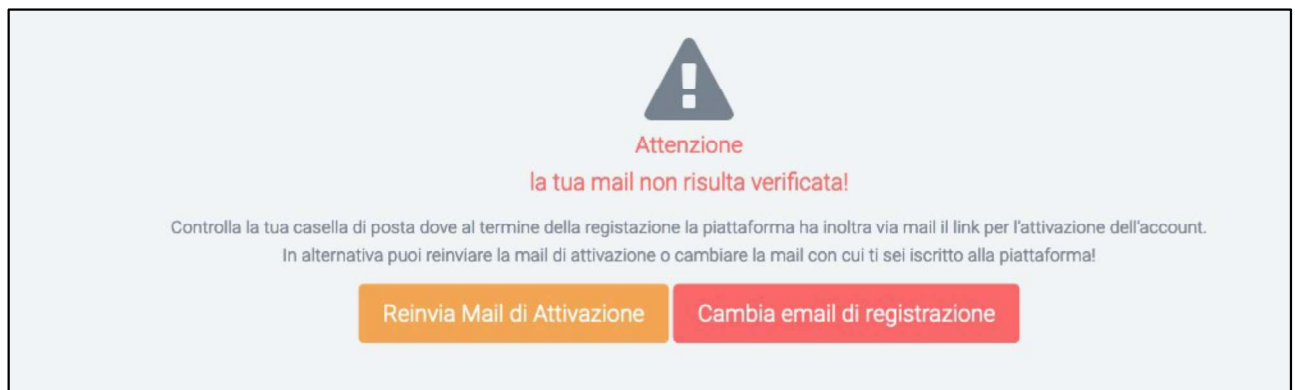 Attenzione
la tua mail non risulta verificata!
Controlla la tua casella di posta dove al termine della registazione la piattaforma ha inoltra via mail il link per l'attivazione dell'account.
In alternativa puoi reinviare la mail di attivazione o cambiare la mail con cui ti sei iscritto alla piattaforma!
Reinvia Mail di Attivazione Cambia email di registrazione